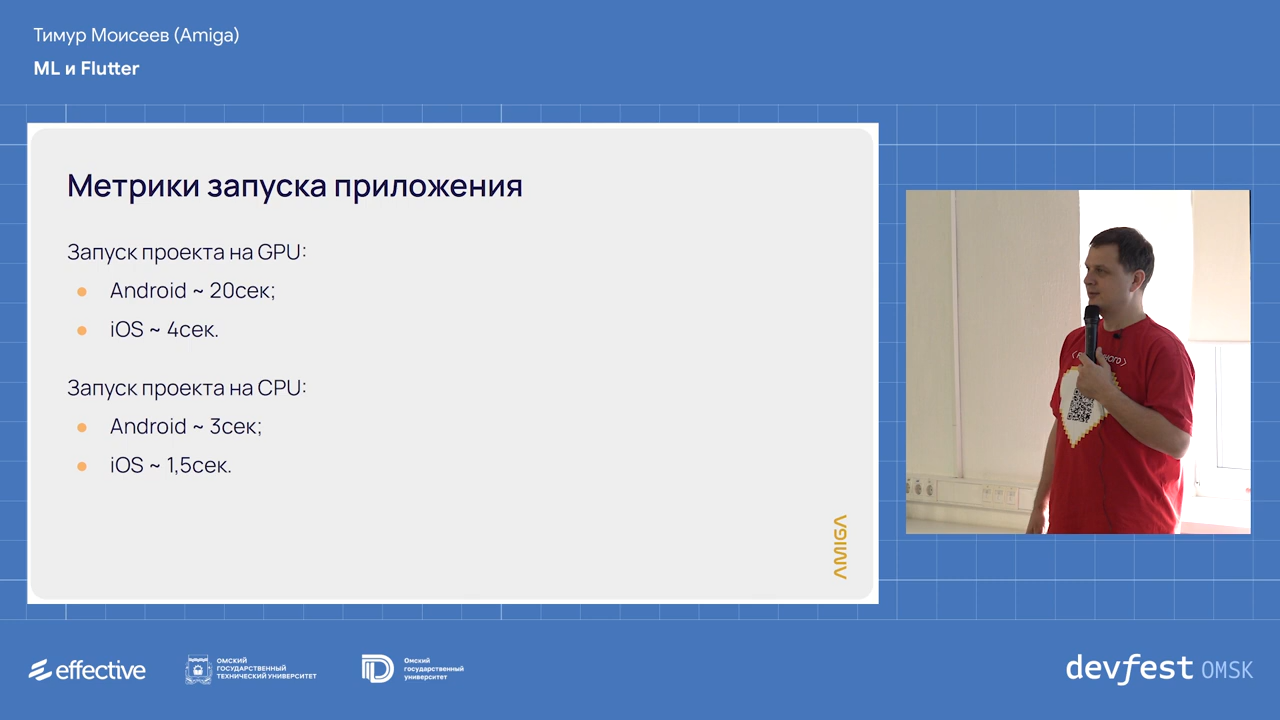 Тимур Моисеев (Amiga)
ML и Flutter
Метрики запуска приложения
Запуск проекта на GPU:
Android ~ 20сек;
iOS ~ 4сек.
Запуск проекта на CPU:
Android ~ 3сек;
iOS ~ 1,5сек.
AMIGA
effective
ОМСКИЙ
ГОСУДАРСТВЕННЫЙ
ТЕХНИЧЕСКИЙ УНИВЕРСИТЕТ
Омский
государственный
университет
devfest OMSK